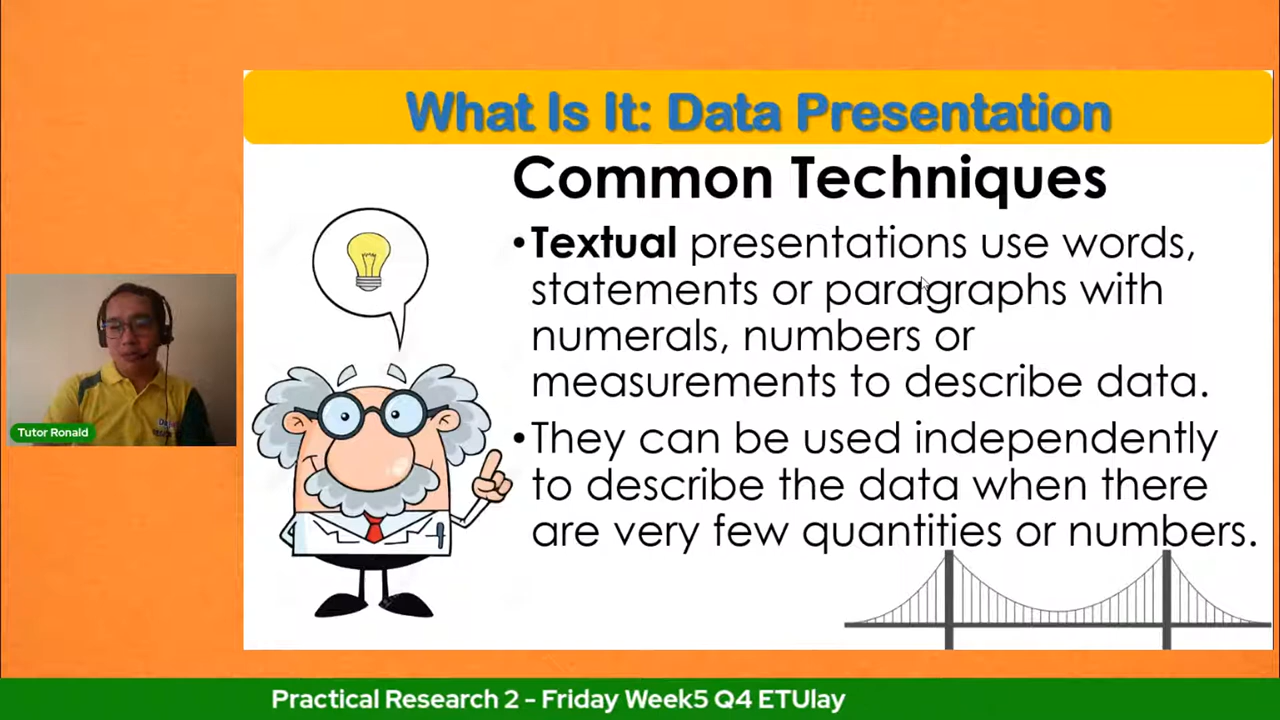 What Is It: Data Presentation
Common Techniques
•Textual presentations use words,
statements or paragraphs with
numerals, numbers or
measurements to describe data.
•They can be used independently
to describe the data when there
are very few quantities or numbers.
Tutor Ronald
Practical Research 2 - Friday Week5 Q4 ETUlay